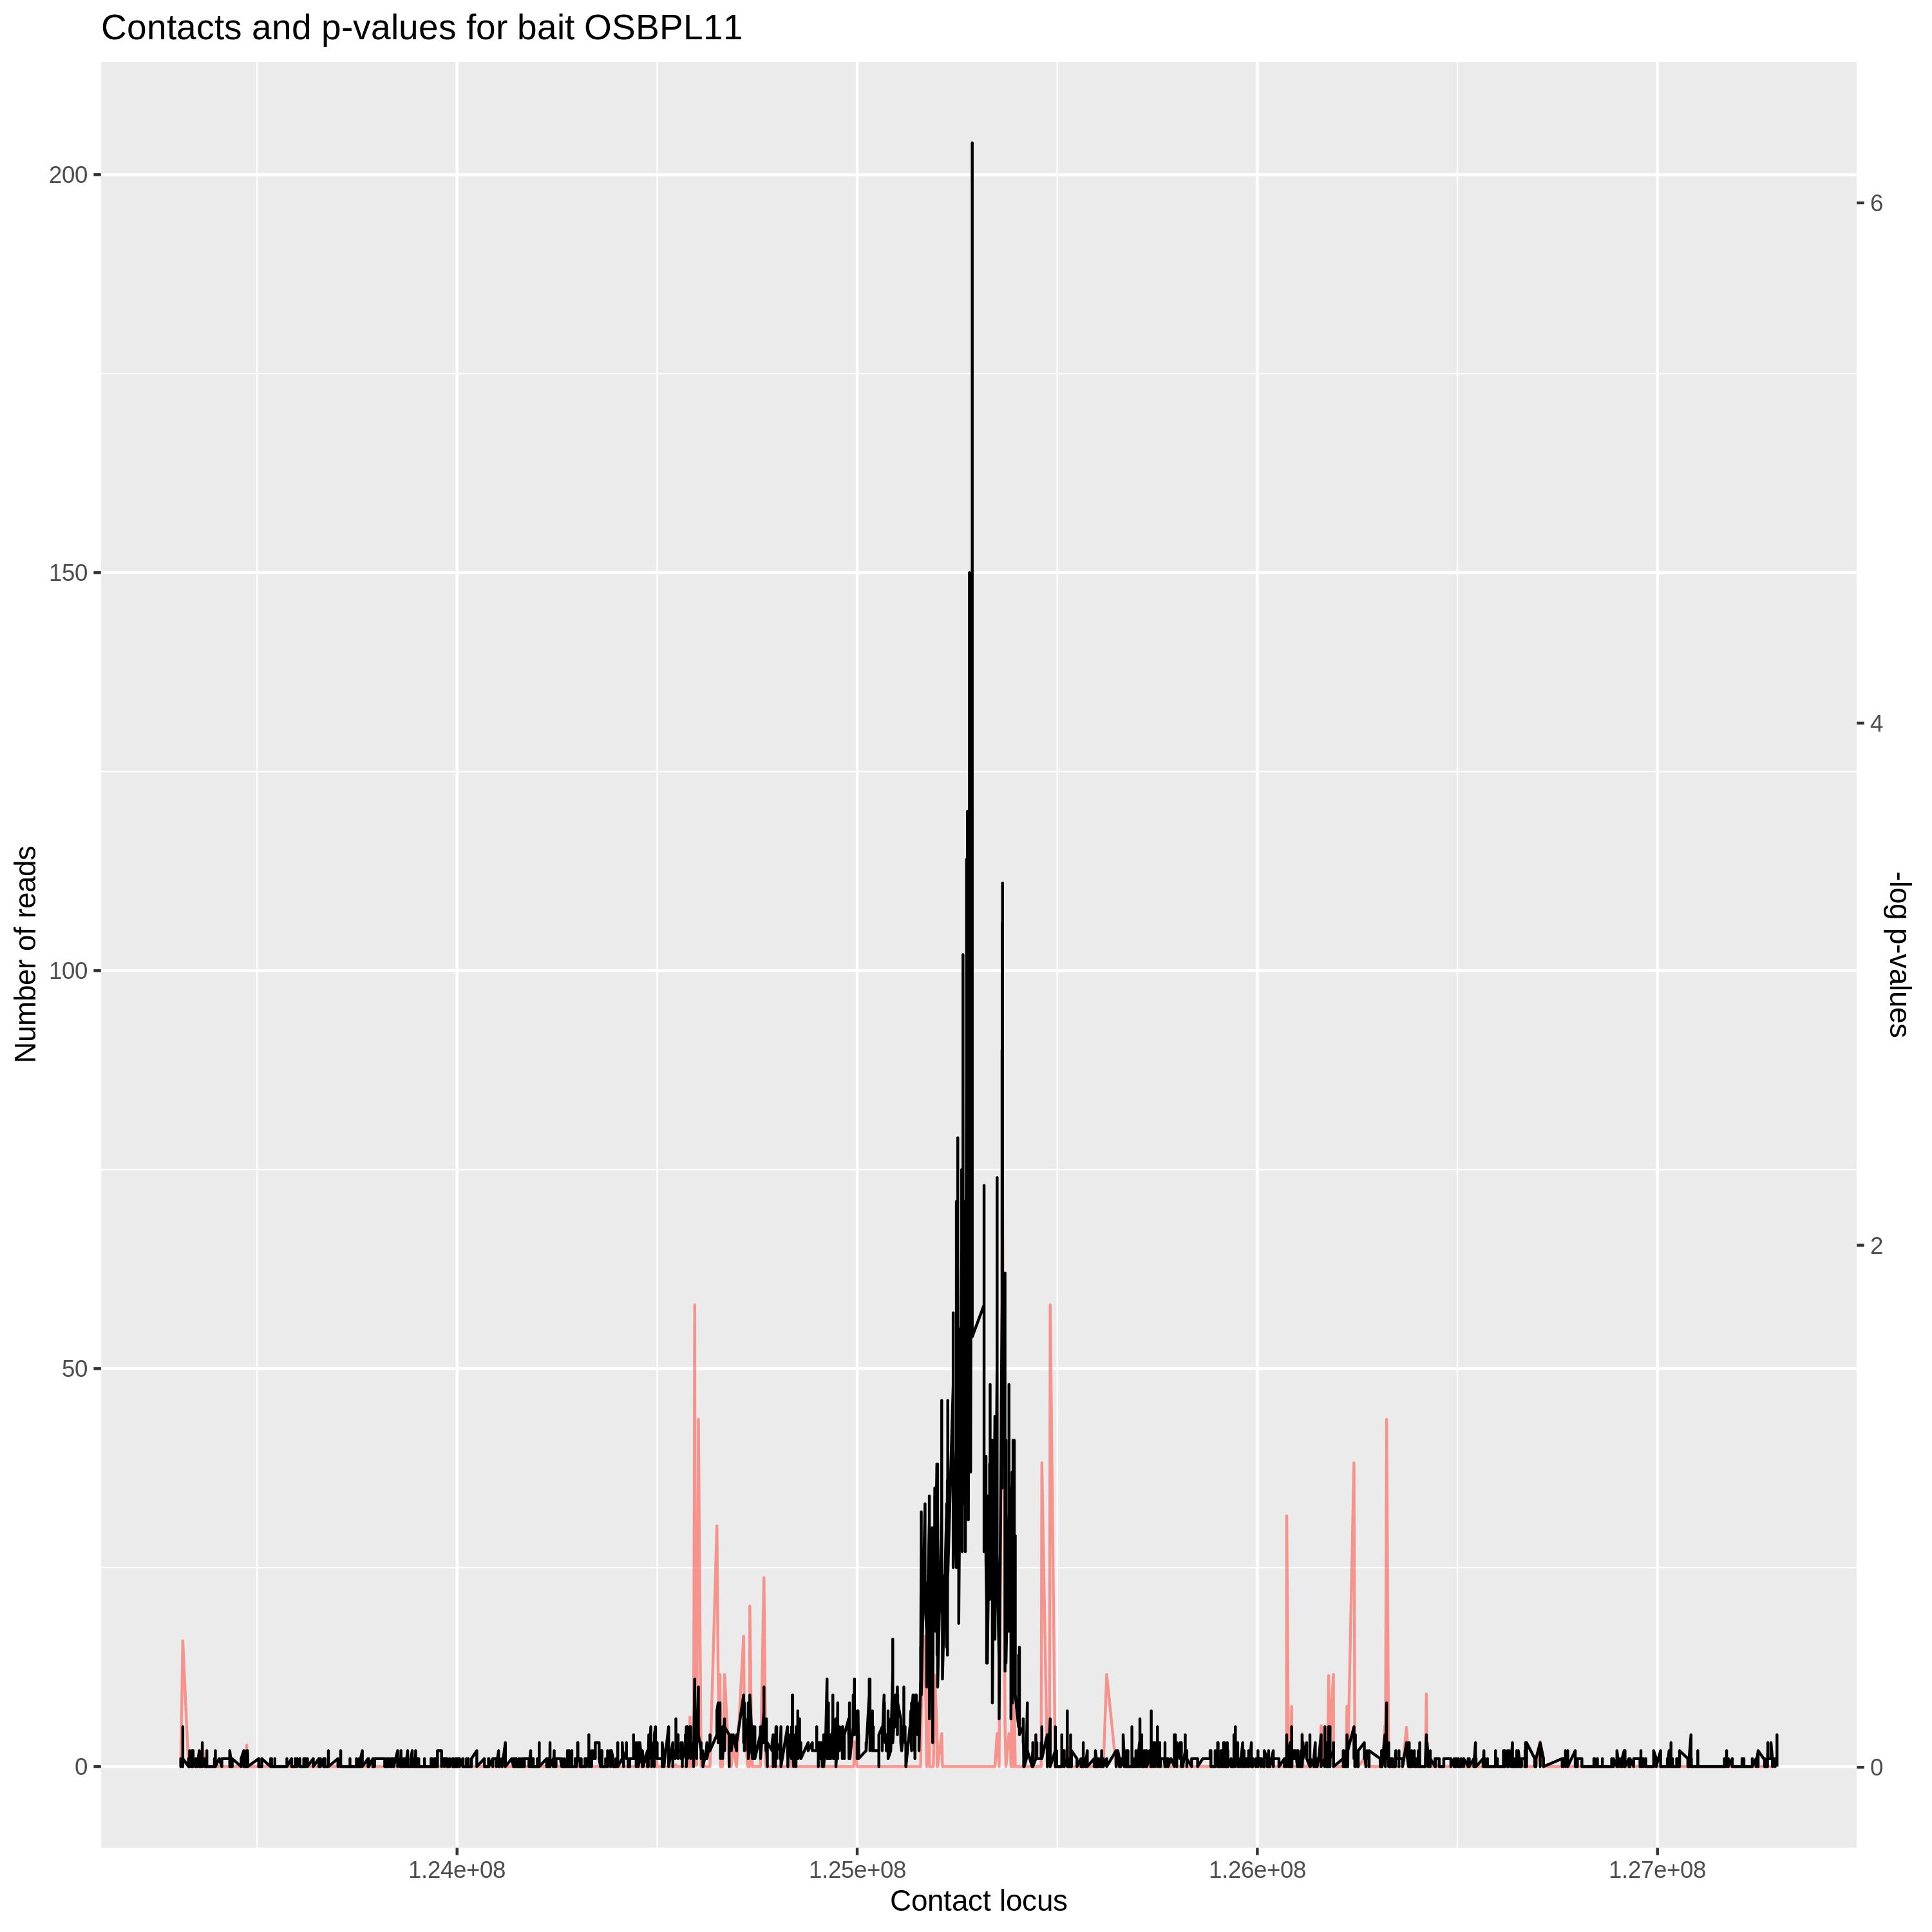 Contacts and p-values for bait OSBPL11
200
150
100
50
0
Number of reads
6
4
2
0
-log p-values
1.24e+08 1.25e+08 1.26e+08 1.27e+08
Contact locus